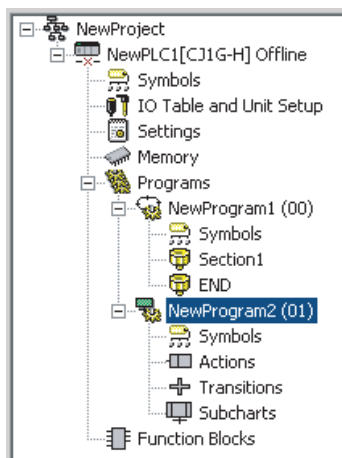 NewProject
NewPLC1[CJ1G-H] Offline
Symbols
IO Table and Unit Setup
Settings
Memory
Programs
NewProgram1 (00)
Symbols
Section1
END
NewProgram2 (01)
Symbols
Actions
Transitions
Subcharts
Function Blocks